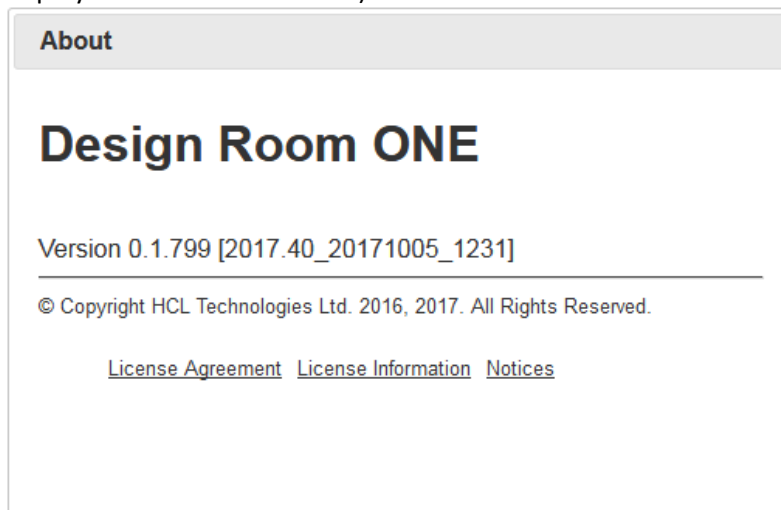 About
Design Room ONE
Version 0.1.799 [2017.40_20171005_1231]
© Copyright HCL Technologies Ltd. 2016, 2017. All Rights Reserved.
License Agreement License Information Notices